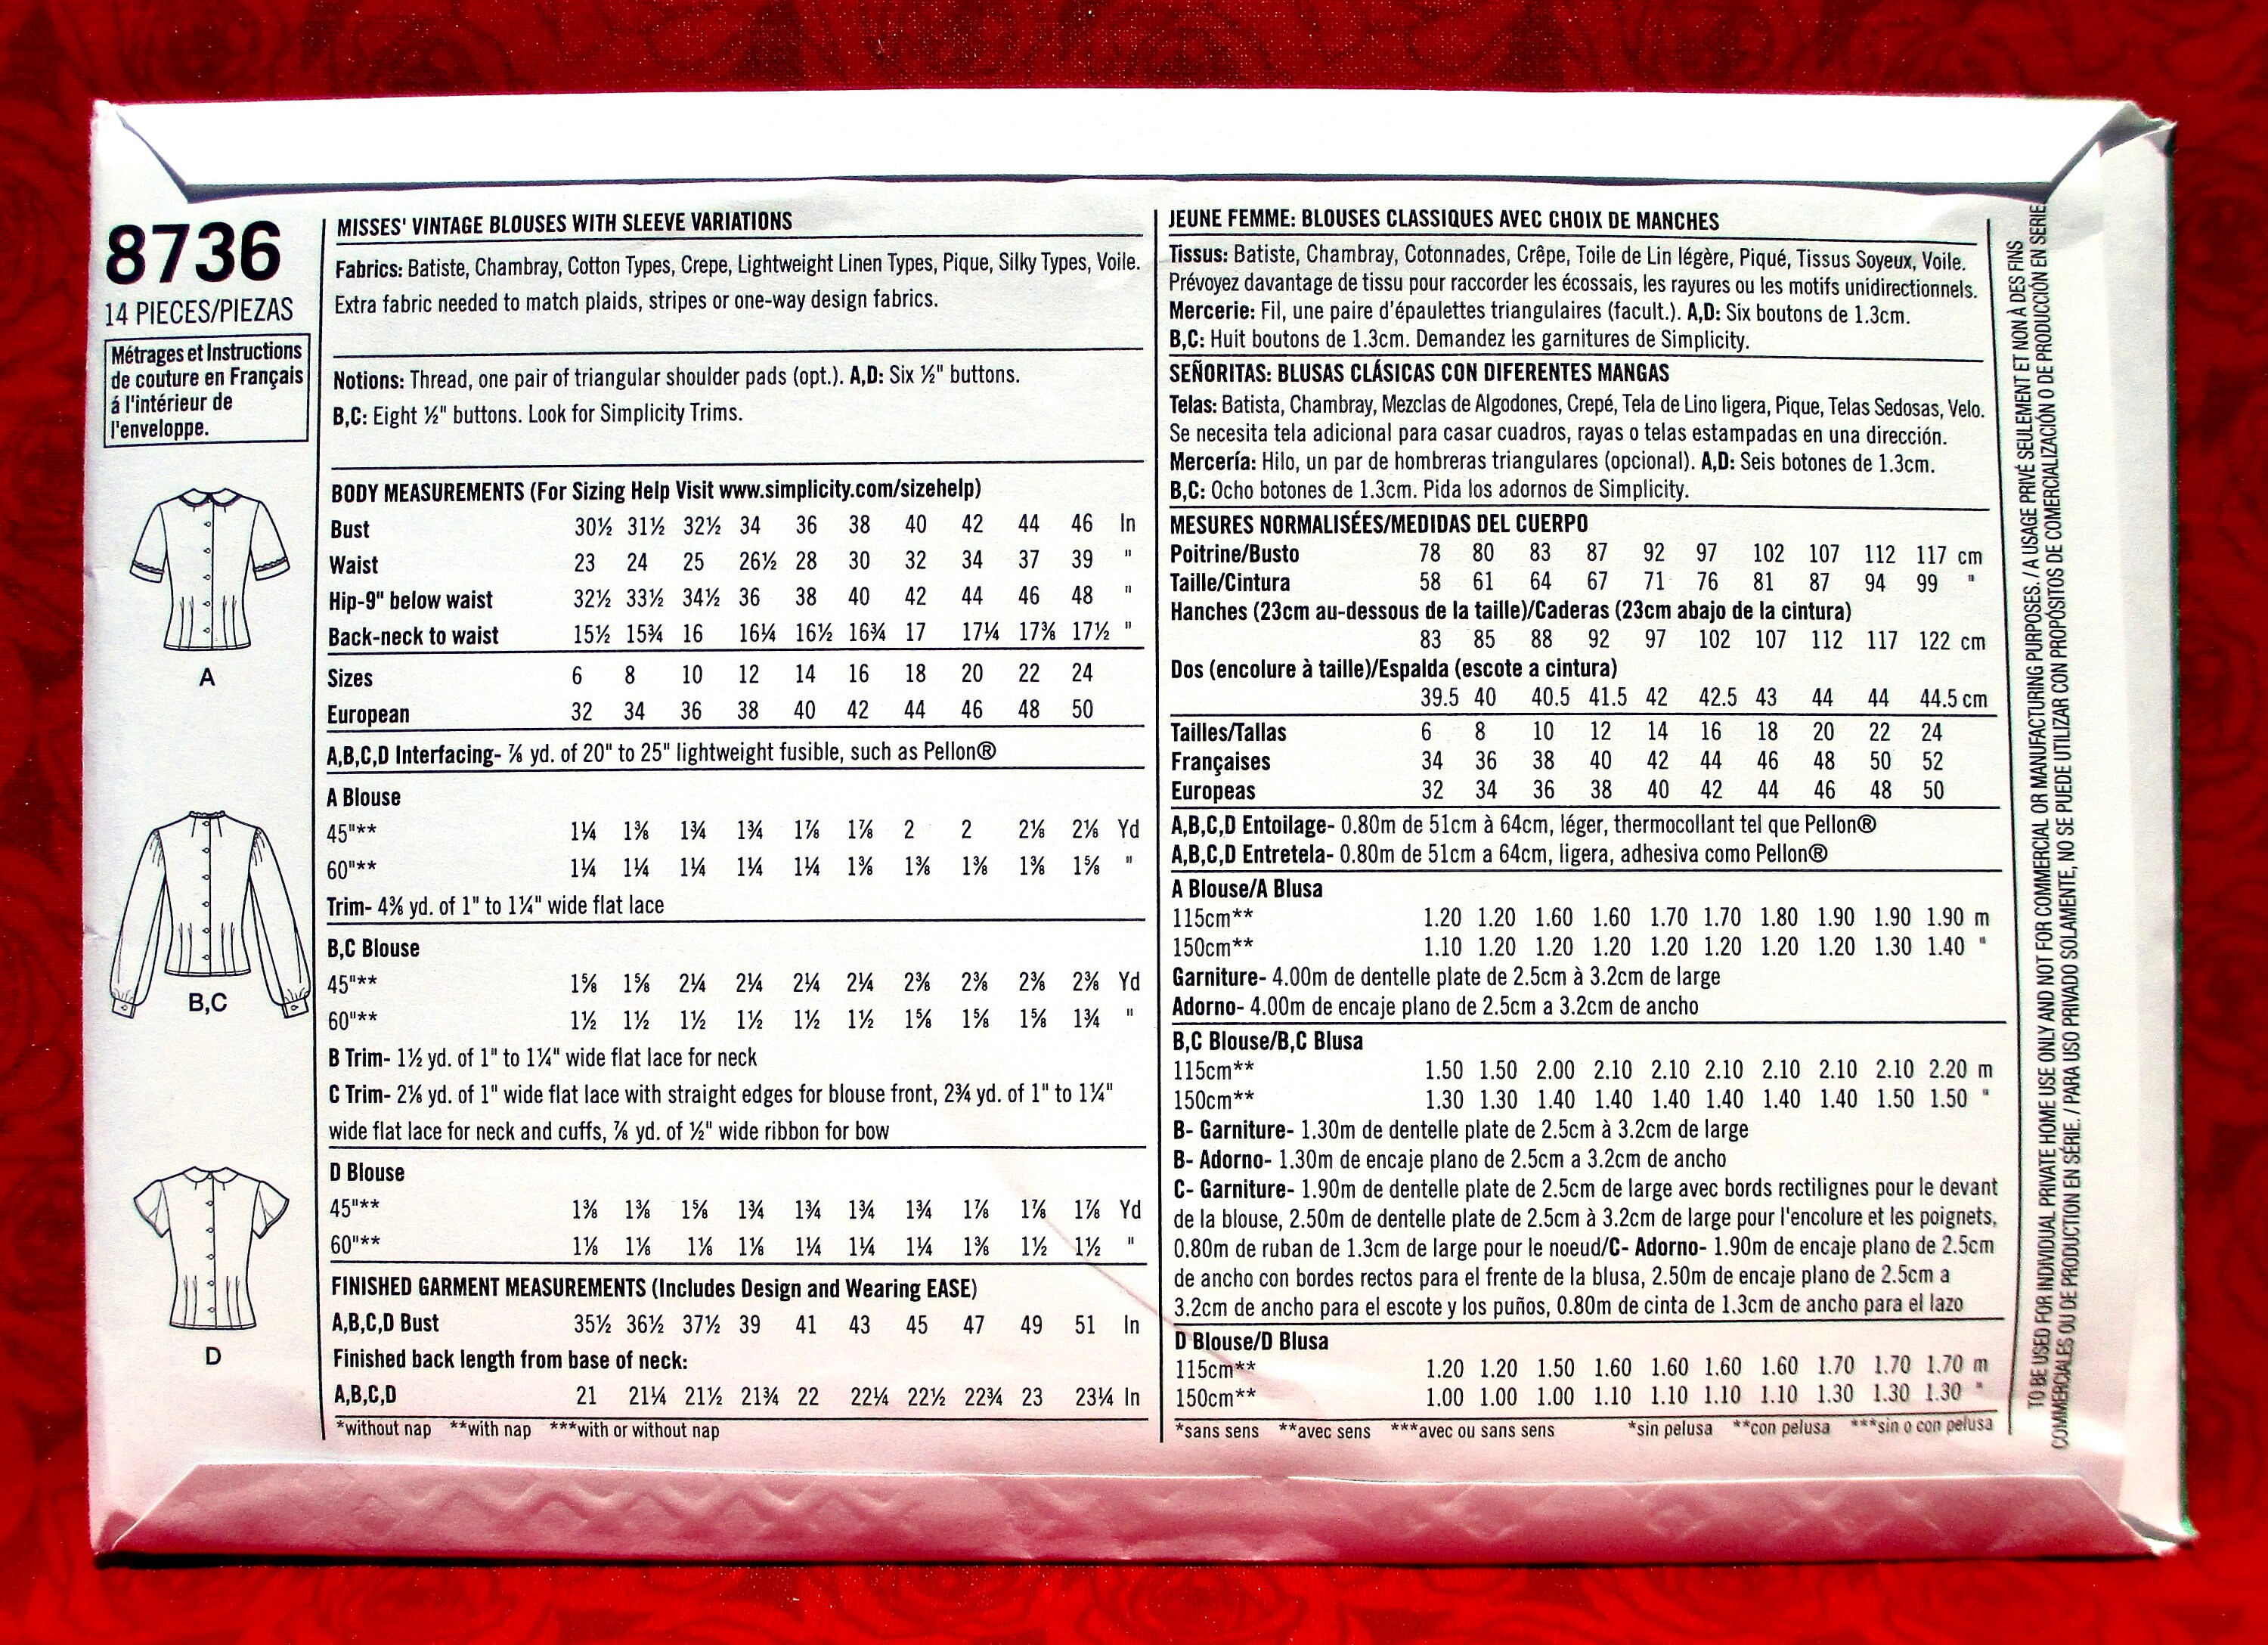 8736
14 PIECES/PIEZAS
Métrages et Instructions
de couture en Français
á l'intérieur de
l'enveloppe.
A
B,C
D
MISSES' VINTAGE BLOUSES WITH SLEEVE VARIATIONS
Fabrics: Batiste, Chambray, Cotton Types, Crepe, Lightweight Linen Types, Pique, Silky Types, Voile.
Extra fabric needed to match plaids, stripes or one-way design fabrics.
Notions: Thread, one pair of triangular shoulder pads (opt.). A,D: Six ½" buttons.
B,C: Eight ½" buttons. Look for Simplicity Trims.
BODY MEASUREMENTS (For Sizing Help Visit www.simplicity.com/sizehelp)
Bust 30½ 31½ 32½ 34 36 38 40 42 44 46 In
Waist 23 24 25 26½ 28 30 32 34 37 39 "
Hip-9" below waist 32½ 33½ 34½ 36 38 40 42 44 46 48 "
Back-neck to waist 15½ 15¾ 16 16¼ 16½ 16¾ 17 17¼ 17⅜ 17½ "
Sizes 6 8 10 12 14 16 18 20 22 24
European 32 34 36 38 40 42 44 46 48 50
A,B,C,D Interfacing- ⅞ yd. of 20" to 25" lightweight fusible, such as Pellon®
A Blouse
45"** 1¼ 1⅜ 1¾ 1¾ 1⅞ 1⅞ 2 2 2⅛ 2⅛ Yd
60"** 1¼ 1¼ 1¼ 1¼ 1¼ 1⅜ 1⅜ 1⅜ 1⅜ 1⅝ "
Trim- 4⅜ yd. of 1" to 1¼" wide flat lace
B,C Blouse
45"** 1⅝ 1⅝ 2¼ 2¼ 2¼ 2¼ 2⅜ 2⅜ 2⅜ 2⅜ Yd
60"** 1½ 1½ 1½ 1½ 1½ 1½ 1⅝ 1⅝ 1⅝ 1¾ "
B Trim- 1½ yd. of 1" to 1¼" wide flat lace for neck
C Trim- 2⅛ yd. of 1" wide flat lace with straight edges for blouse front, 2¾ yd. of 1" to 1¼"
wide flat lace for neck and cuffs, ⅞ yd. of ½" wide ribbon for bow
D Blouse
45"** 1⅜ 1⅜ 1⅝ 1¾ 1¾ 1¾ 1¾ 1⅞ 1⅞ 1⅞ Yd
60"** 1⅛ 1⅛ 1⅛ 1⅛ 1¼ 1¼ 1¼ 1⅜ 1½ 1½ "
FINISHED GARMENT MEASUREMENTS (Includes Design and Wearing EASE)
A,B,C,D Bust 35½ 36½ 37½ 39 41 43 45 47 49 51 In
Finished back length from base of neck:
A,B,C,D 21 21¼ 21½ 21¾ 22 22¼ 22½ 22¾ 23 23¼ In
*without nap **with nap ***with or without nap
JEUNE FEMME: BLOUSES CLASSIQUES AVEC CHOIX DE MANCHES
Tissus: Batiste, Chambray, Cotonnades, Crêpe, Toile de Lin légère, Piqué, Tissus Soyeux, Voile.
Prévoyez davantage de tissu pour raccorder les écossais, les rayures ou les motifs unidirectionnels.
Mercerie: Fil, une paire d'épaulettes triangulaires (facult.). A,D: Six boutons de 1.3cm.
B,C: Huit boutons de 1.3cm. Demandez les garnitures de Simplicity.
SEÑORITAS: BLUSAS CLÁSICAS CON DIFERENTES MANGAS
Telas: Batista, Chambray, Mezclas de Algodones, Crepé, Tela de Lino ligera, Pique, Telas Sedosas, Velo.
Se necesita tela adicional para casar cuadros, rayas o telas estampadas en una dirección.
Mercería: Hilo, un par de hombreras triangulares (opcional). A,D: Seis botones de 1.3cm.
B,C: Ocho botones de 1.3cm. Pida los adornos de Simplicity.
MESURES NORMALISÉES/MEDIDAS DEL CUERPO
Poitrine/Busto 78 80 83 87 92 97 102 107 112 117 cm
Taille/Cintura 58 61 64 67 71 76 81 87 94 99 "
Hanches (23cm au-dessous de la taille)/Caderas (23cm abajo de la cintura)
83 85 88 92 97 102 107 112 117 122 cm
Dos (encolure à taille)/Espalda (escote a cintura)
39.5 40 40.5 41.5 42 42.5 43 44 44 44.5 cm
Tailles/Tallas 6 8 10 12 14 16 18 20 22 24
Françaises 34 36 38 40 42 44 46 48 50 52
Europeas 32 34 36 38 40 42 44 46 48 50
A,B,C,D Entoilage- 0.80m de 51cm à 64cm, léger, thermocollant tel que Pellon®
A,B,C,D Entretela- 0.80m de 51cm a 64cm, ligera, adhesiva como Pellon®
A Blouse/A Blusa
115cm** 1.20 1.20 1.60 1.60 1.70 1.70 1.80 1.90 1.90 1.90 m
150cm** 1.10 1.20 1.20 1.20 1.20 1.20 1.20 1.20 1.30 1.40 "
Garniture- 4.00m de dentelle plate de 2.5cm à 3.2cm de large
Adorno- 4.00m de encaje plano de 2.5cm a 3.2cm de ancho
B,C Blouse/B,C Blusa
115cm** 1.50 1.50 2.00 2.10 2.10 2.10 2.10 2.10 2.10 2.20 m
150cm** 1.30 1.30 1.40 1.40 1.40 1.40 1.40 1.40 1.50 1.50 "
B- Garniture- 1.30m de dentelle plate de 2.5cm à 3.2cm de large
B- Adorno- 1.30m de encaje plano de 2.5cm a 3.2cm de ancho
C- Garniture- 1.90m de dentelle plate de 2.5cm de large avec bords rectilignes pour le devant
de la blouse, 2.50m de dentelle plate de 2.5cm à 3.2cm de large pour l'encolure et les poignets,
0.80m de ruban de 1.3cm de large pour le noeud/C- Adorno- 1.90m de encaje plano de 2.5cm
de ancho con bordes rectos para el frente de la blusa, 2.50m de encaje plano de 2.5cm a
3.2cm de ancho para el escote y los puños, 0.80m de cinta de 1.3cm de ancho para el lazo
D Blouse/D Blusa
115cm** 1.20 1.20 1.50 1.60 1.60 1.60 1.60 1.70 1.70 1.70 m
150cm** 1.00 1.00 1.00 1.10 1.10 1.10 1.10 1.30 1.30 1.30 "
*sans sens **avec sens ***avec ou sans sens *sin pelusa **con pelusa ***sin o con pelusa
TO BE USED FOR INDIVIDUAL PRIVATE HOME USE ONLY AND NOT FOR COMMERCIAL OR MANUFACTURING PURPOSES. / A USAGE PRIVÉ SEULEMENT ET NON À DES FINS
COMMERCIALES OU DE PRODUCTION EN SÉRIE. / PARA USO PRIVADO SOLAMENTE, NO SE PUEDE UTILIZAR CON PROPÓSITOS DE COMERCIALIZACIÓN O DE PRODUCCIÓN EN SERIE.